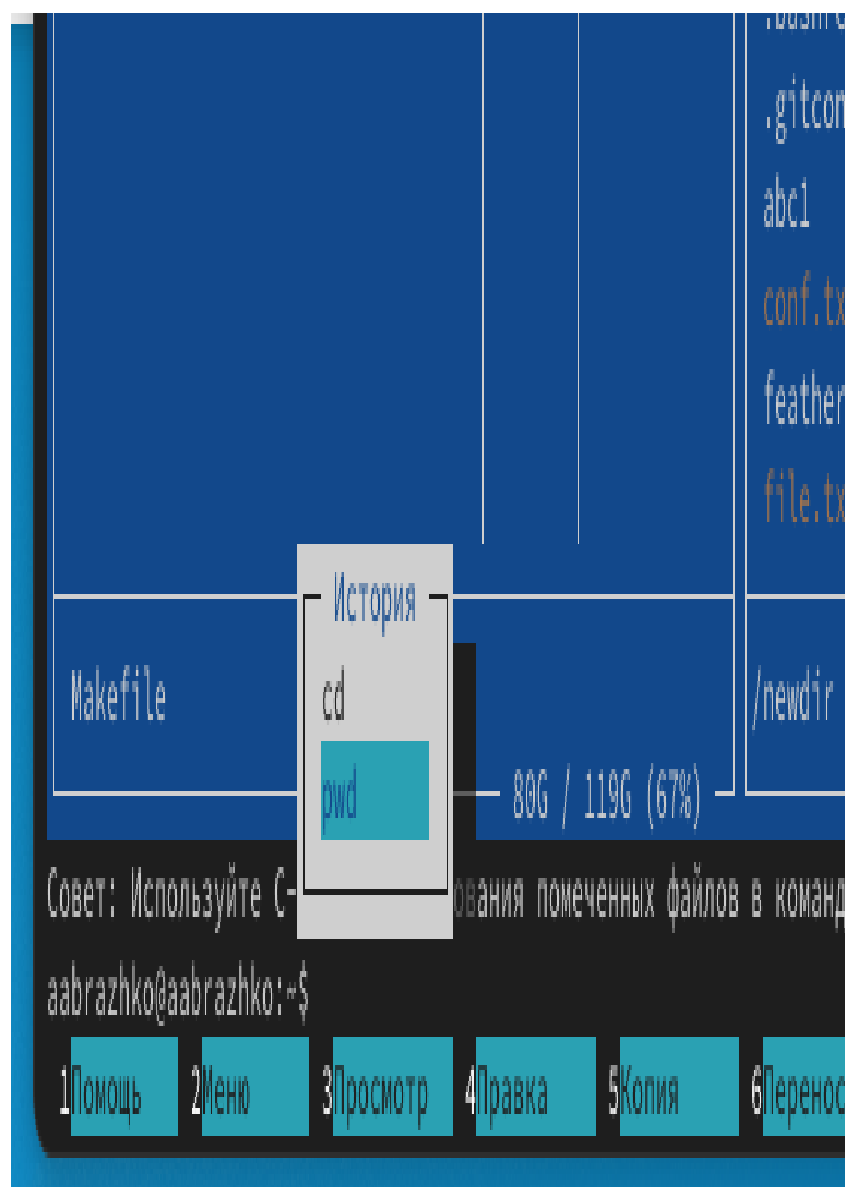 .gitcon
abc1
conf.tx
feather
file.tx
История
Makefile
cd
/newdir
pwd
80G / 119G (67%)
Совет: Используйте C- ования помеченных файлов в команд
aabrazhko@aabrazhko:~$
1Помощь 2Меню 3Просмотр 4Правка 5Копия 6Перенос